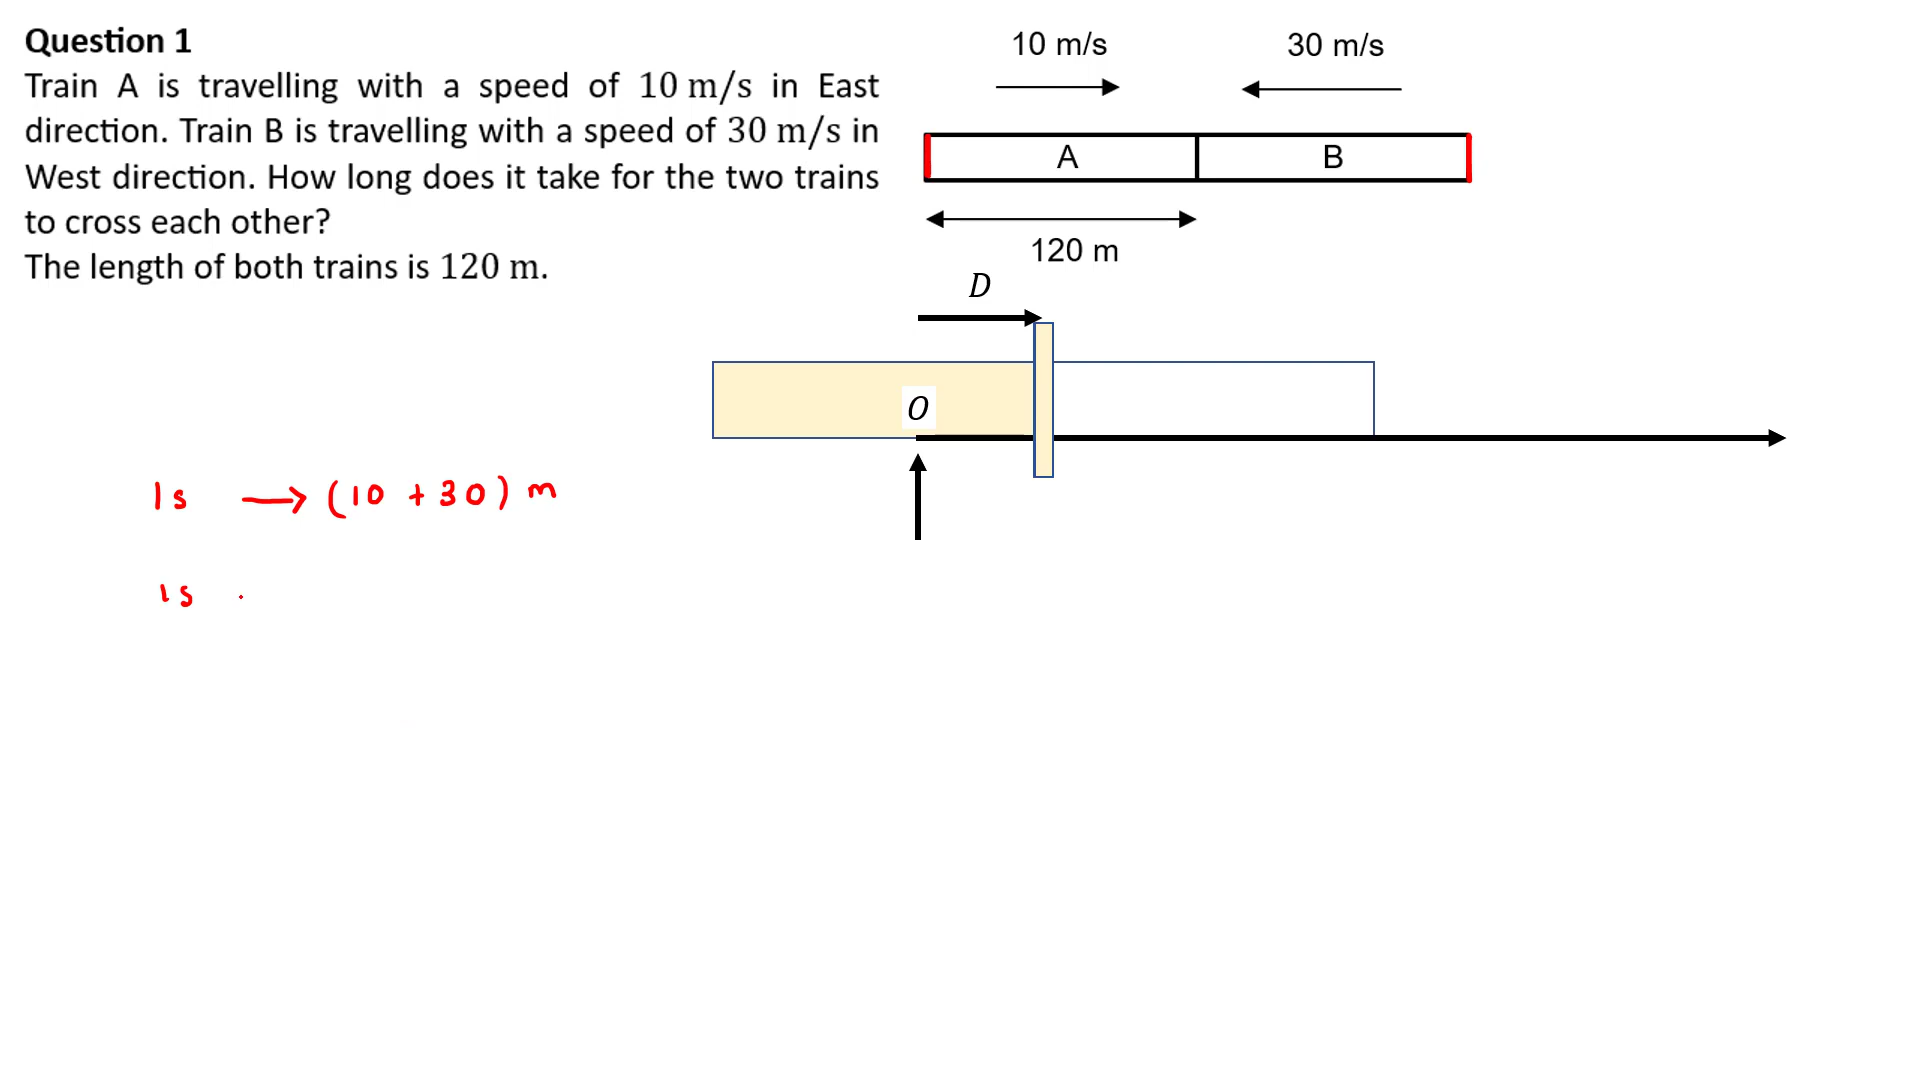 Question 1
Train A is travelling with a speed of 10 m/s in East
direction. Train B is travelling with a speed of 30 m/s in
West direction. How long does it take for the two trains
to cross each other?
The length of both trains is 120 m.
10 m/s
30 m/s
A
B
120 m
D
O
1s → (10 + 30) m
1s